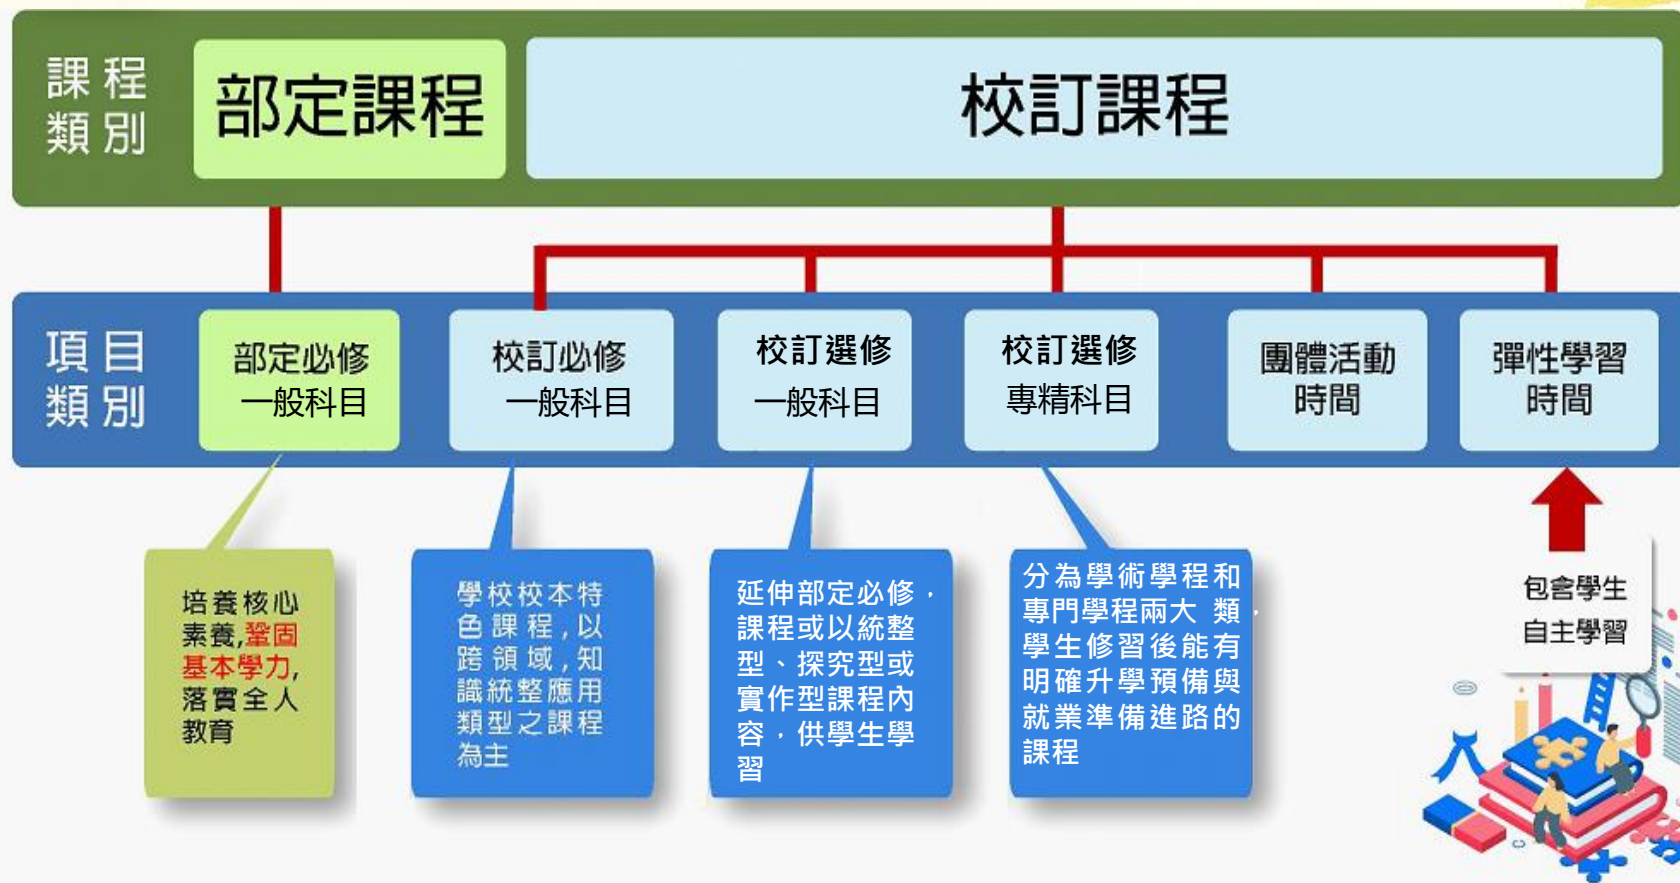 課程
類別
部定課程
校訂課程
項目
類別
部定必修
一般科目
校訂必修
一般科目
校訂選修
一般科目
校訂選修
專精科目
團體活動
時間
彈性學習
時間
培養核心
素養,鞏固
基本學力,
落實全人
教育
學校校本特
色課程,以
跨領域,知
識統整應用
類型之課程
為主
延伸部定必修，
課程或以統整
型、探究型或
實作型課程內
容，供學生學
習
分為學術學程和
專門學程兩大 類，
學生修習後能有
明確升學預備與
就業準備進路的
課程
包含學生
自主學習